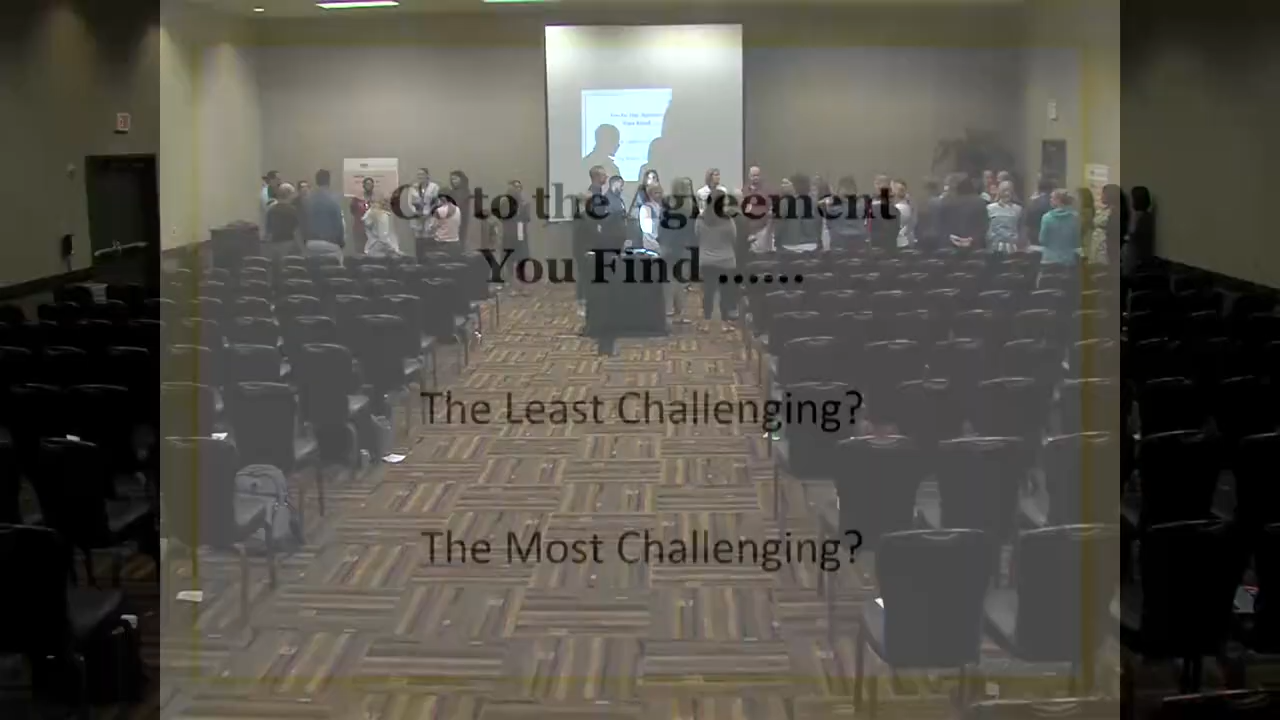 Go to the Agreement
You Find ......
The Least Challenging?
The Most Challenging?